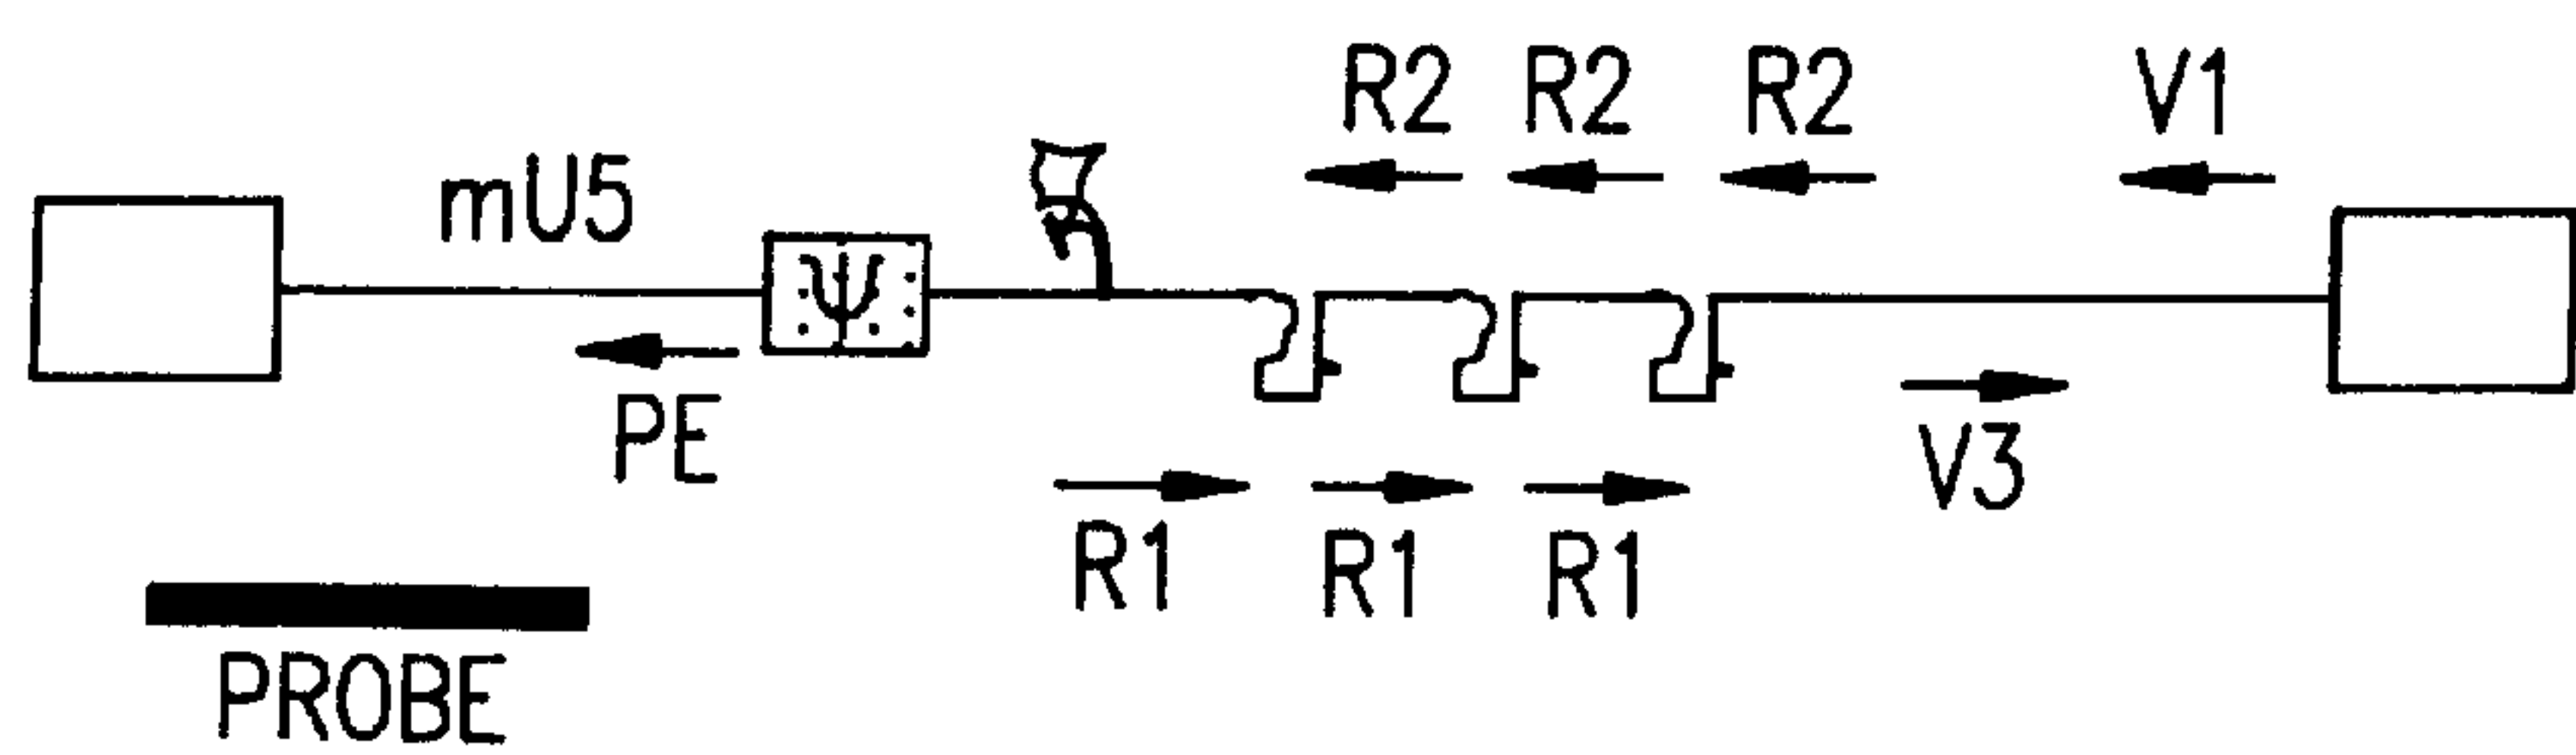 R2 R2 R2 V1
mU5
Ψ
PE
V3
R1 R1 R1
PROBE